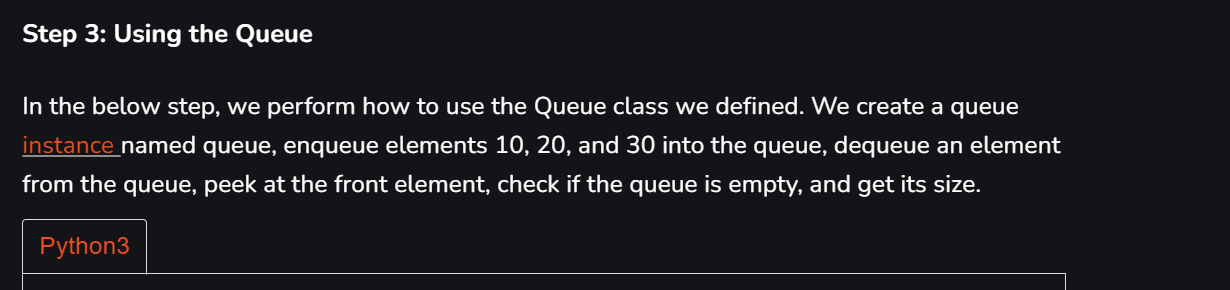 Step 3: Using the Queue
In the below step, we perform how to use the Queue class we defined. We create a queue
instance named queue, enqueue elements 10, 20, and 30 into the queue, dequeue an element
from the queue, peek at the front element, check if the queue is empty, and get its size.
Python3